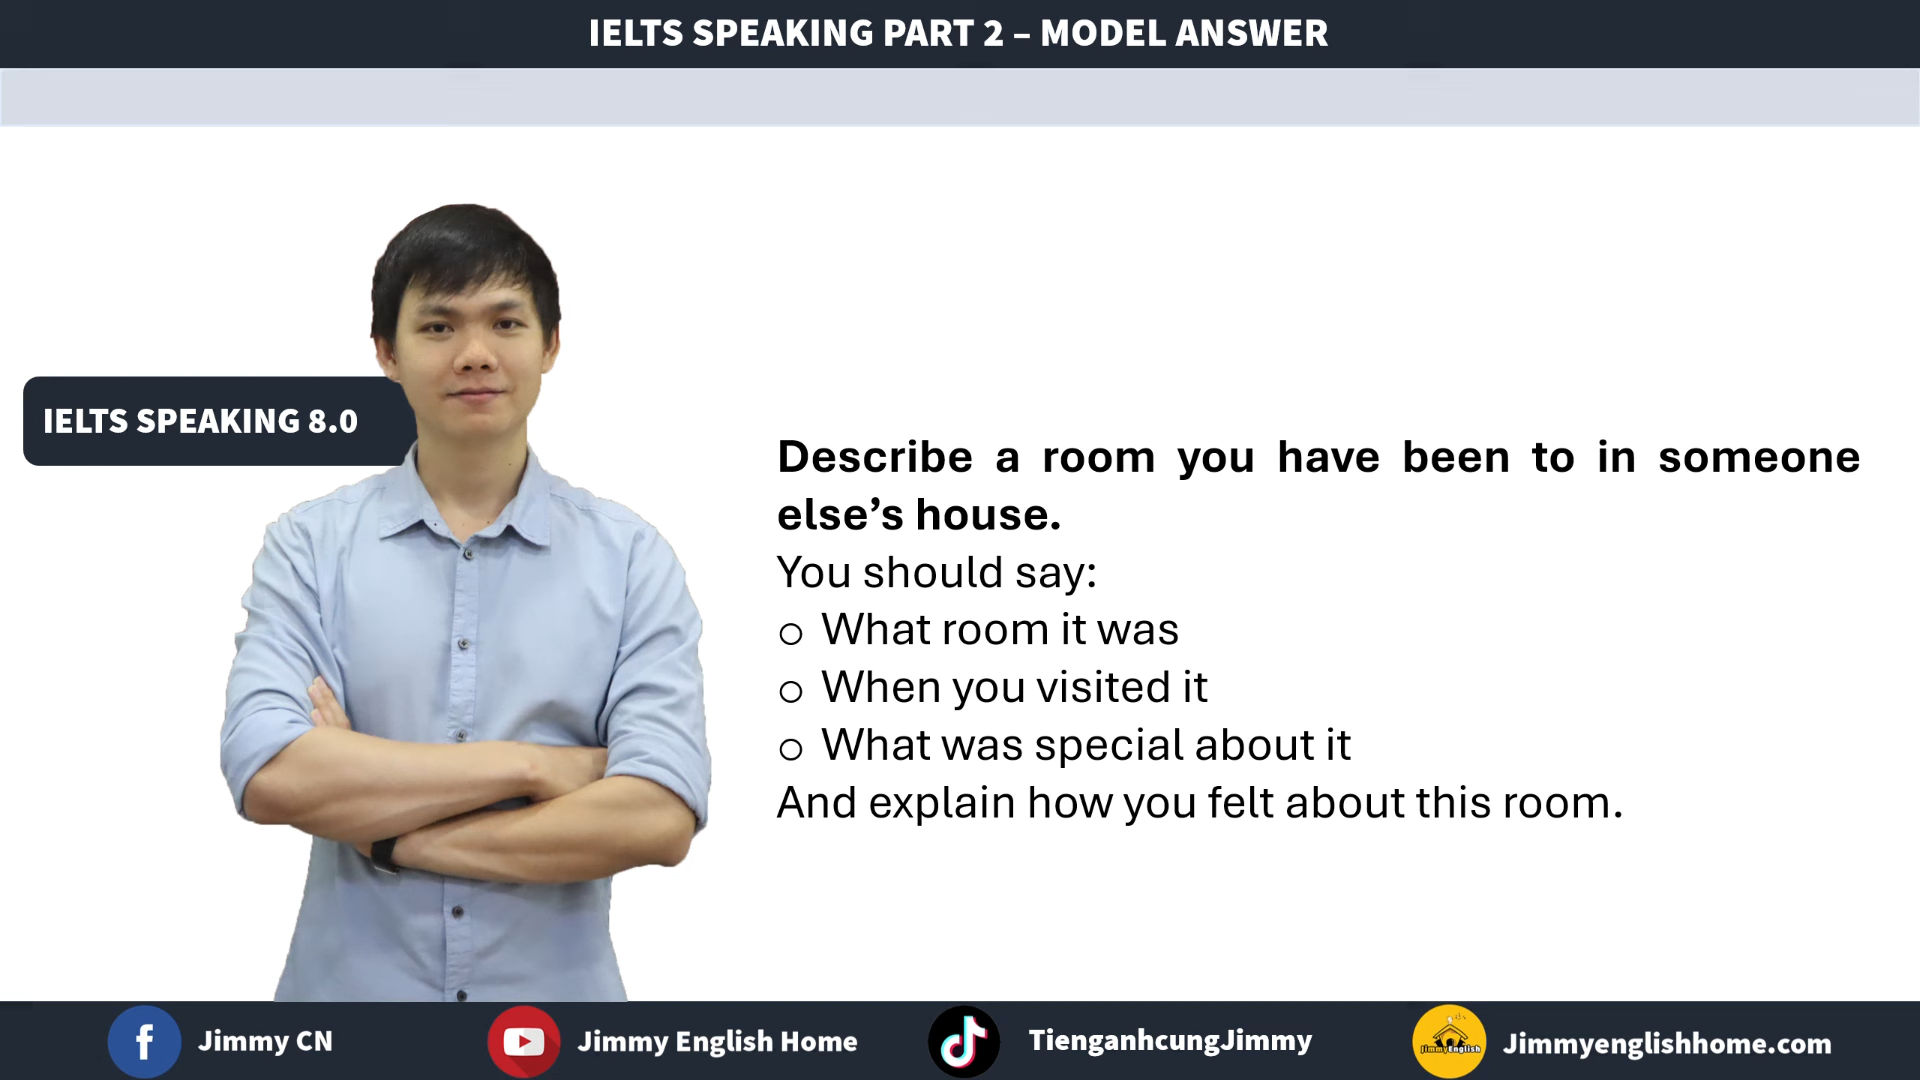 IELTS SPEAKING PART 2 – MODEL ANSWER
IELTS SPEAKING 8.0
Describe a room you have been to in someone
else’s house.
You should say:
o What room it was
o When you visited it
o What was special about it
And explain how you felt about this room.
Jimmy CN
Jimmy English Home
TienganhcungJimmy
JimmyEnglish
Jimmyenglishhome.com